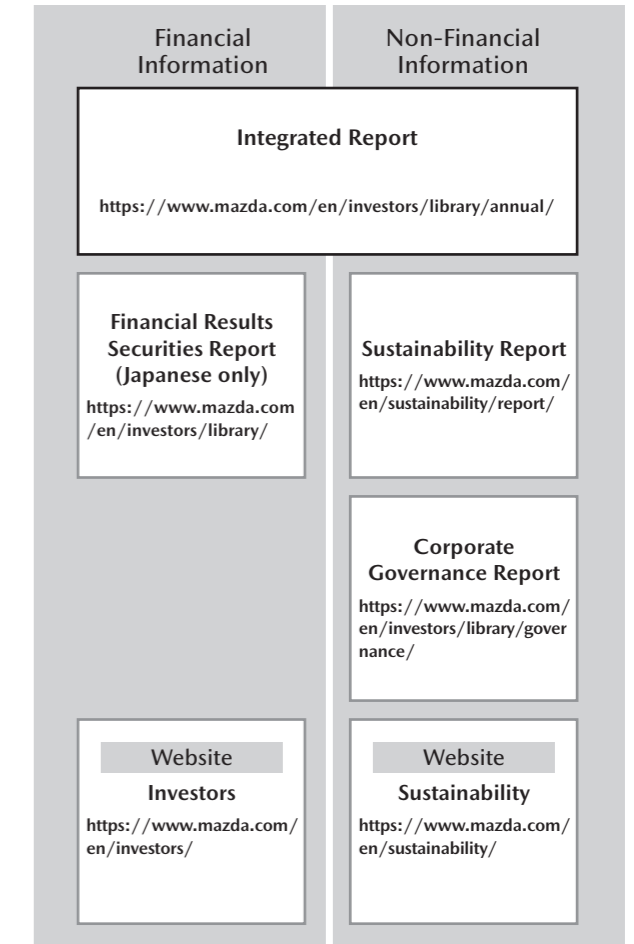 Financial
Information
Non-Financial
Information
Integrated Report
https://www.mazda.com/en/investors/library/annual/
Financial Results
Securities Report
(Japanese only)
https://www.mazda.com
/en/investors/library/
Sustainability Report
https://www.mazda.com/
en/sustainability/report/
Corporate
Governance Report
https://www.mazda.com/
en/investors/library/gover
nance/
Website
Investors
https://www.mazda.com/
en/investors/
Website
Sustainability
https://www.mazda.com/
en/sustainability/